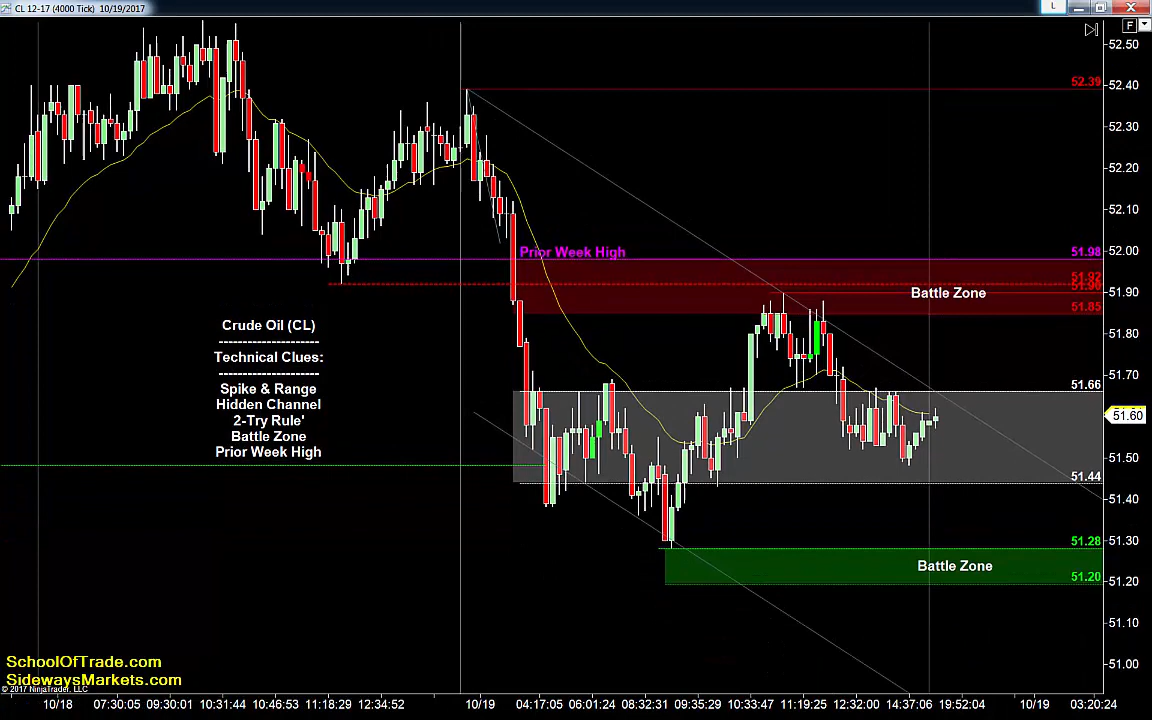 CL 12-17 (4000 Tick)  10/19/2017
L
F
52.50
52.39
52.40
52.30
52.20
52.10
52.00
Prior Week High
51.98
51.92
51.90
Battle Zone
51.85
51.80
51.70
51.66
51.60
51.50
51.44
51.40
51.30
51.28
51.20
51.20
51.10
51.00
Battle Zone
Crude Oil (CL)
--------------------
Technical Clues:
--------------------
Spike & Range
Hidden Channel
2-Try Rule'
Battle Zone
Prior Week High
SchoolOfTrade.com
SidewaysMarkets.com
© 2017 NinjaTrader, LLC
10/18 07:30:05 09:30:01 10:31:44 11:18:29 12:34:52 10/19 04:17:05 06:01:24 08:32:31 09:35:29 10:33:47 11:19:25 12:32:00 14:37:06 19:52:04 10/19 03:20:24